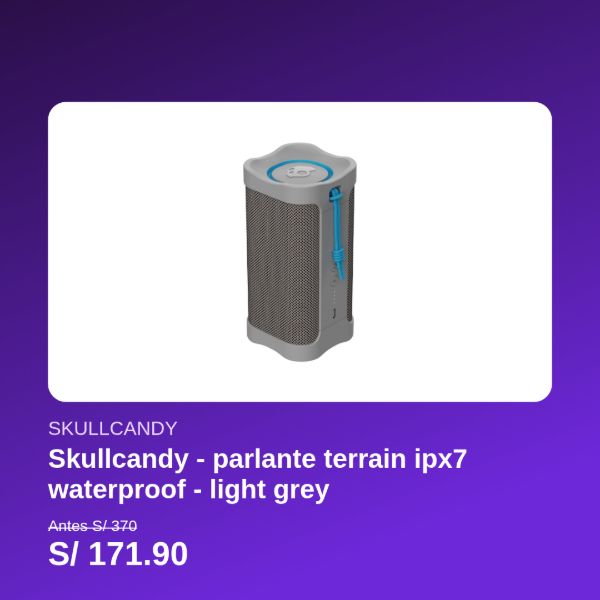 SKULLCANDY
Skullcandy - parlante terrain ipx7
waterproof - light grey
Antes S/ 370
S/ 171.90